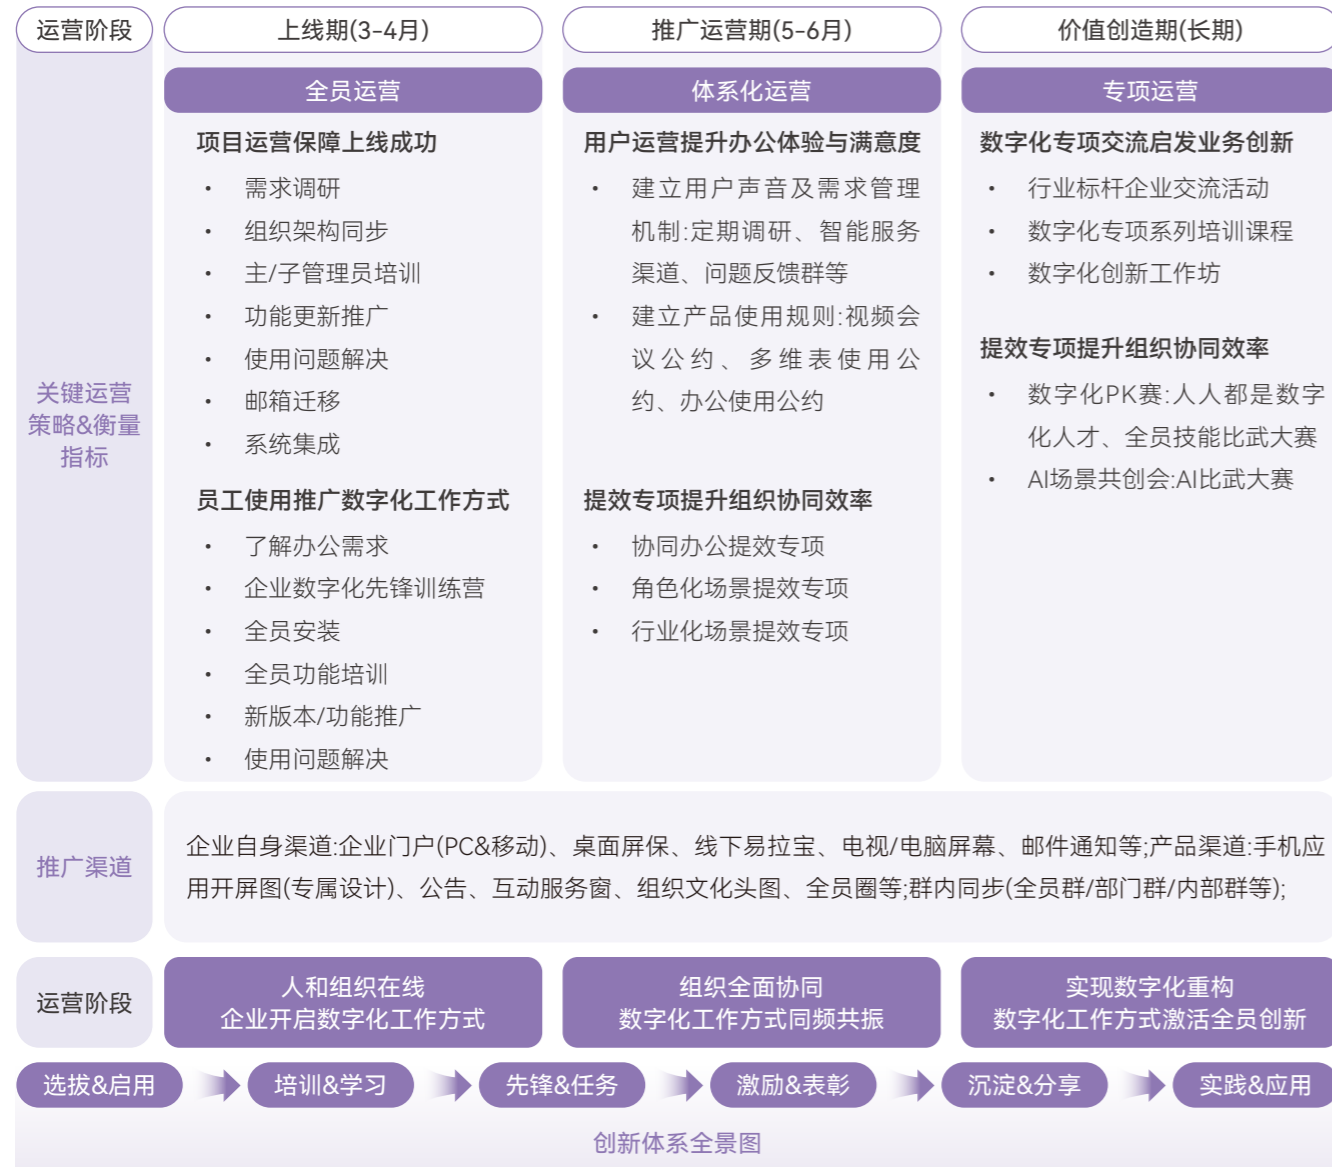 运营阶段
上线期(3-4月)
推广运营期(5-6月)
价值创造期(长期)
关键运营
策略&衡量
指标
全员运营
项目运营保障上线成功
• 需求调研
• 组织架构同步
• 主/子管理员培训
• 功能更新推广
• 使用问题解决
• 邮箱迁移
• 系统集成
员工使用推广数字化工作方式
• 了解办公需求
• 企业数字化先锋训练营
• 全员安装
• 全员功能培训
• 新版本/功能推广
• 使用问题解决
体系化运营
用户运营提升办公体验与满意度
• 建立用户声音及需求管理
机制:定期调研、智能服务
渠道、问题反馈群等
• 建立产品使用规则:视频会
议公约、多维表使用公
约、办公使用公约
提效专项提升组织协同效率
• 协同办公提效专项
• 角色化场景提效专项
• 行业化场景提效专项
专项运营
数字化专项交流启发业务创新
• 行业标杆企业交流活动
• 数字化专项系列培训课程
• 数字化创新工作坊
提效专项提升组织协同效率
• 数字化PK赛:人人都是数字
化人才、全员技能比武大赛
• AI场景共创会:AI比武大赛
推广渠道
企业自身渠道:企业门户(PC&移动)、桌面屏保、线下易拉宝、电视/电脑屏幕、邮件通知等;产品渠道:手机应
用开屏图(专属设计)、公告、互动服务窗、组织文化头图、全员圈等;群内同步(全员群/部门群/内部群等);
运营阶段
人和组织在线
企业开启数字化工作方式
组织全面协同
数字化工作方式同频共振
实现数字化重构
数字化工作方式激活全员创新
选拔&启用
培训&学习
先锋&任务
激励&表彰
沉淀&分享
实践&应用
创新体系全景图